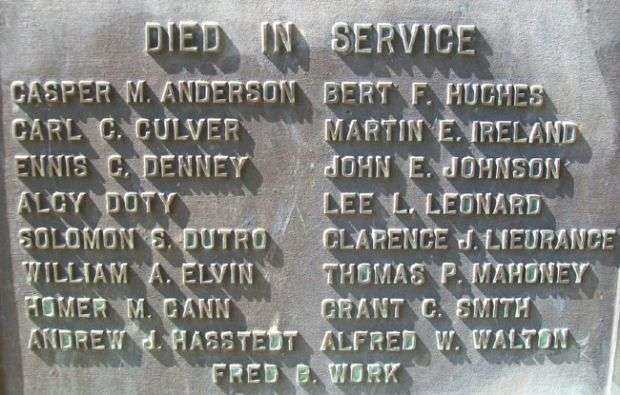 DIED IN SERVICE
CASPER M. ANDERSON BERT F. HUGHES
CARL C. CULVER MARTIN E. IRELAND
ENNIS C. DENNEY JOHN E. JOHNSON
ALCY DOTY LEE L. LEONARD
SOLOMON S. DUTRO CLARENCE J. LIEURANCE
WILLIAM A. ELVIN THOMAS P. MAHONEY
HOMER M. GANN GRANT C. SMITH
ANDREW J. HASSTEDT ALFRED W. WALTON
FRED B. WORK